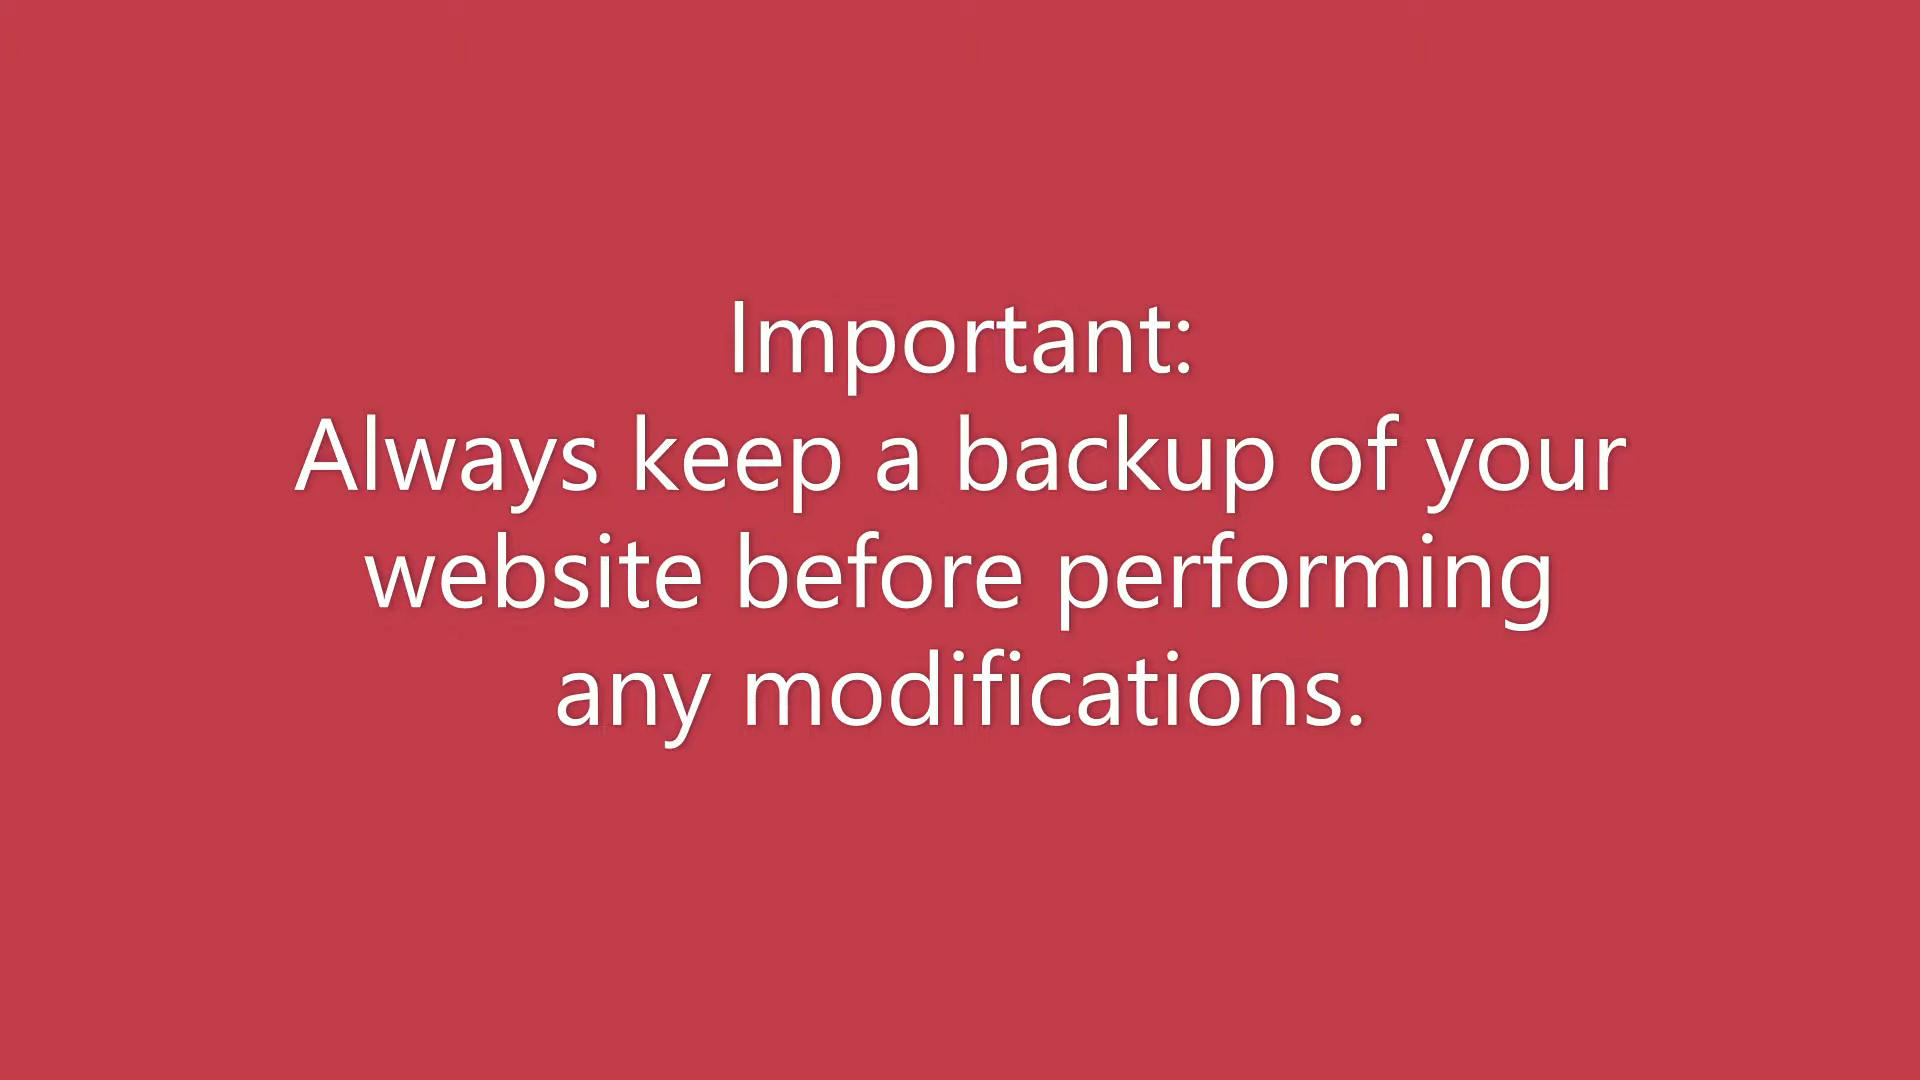 Important:
Always keep a backup of your
website before performing
any modifications.